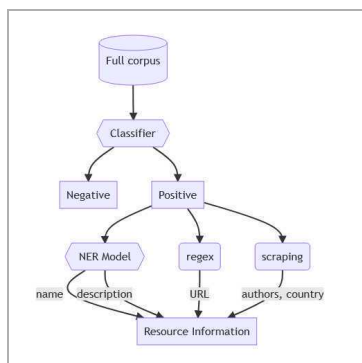 Full corpus
Classifier
Negative Positive
NER Model regex scraping
name description URL authors, country
Resource Information